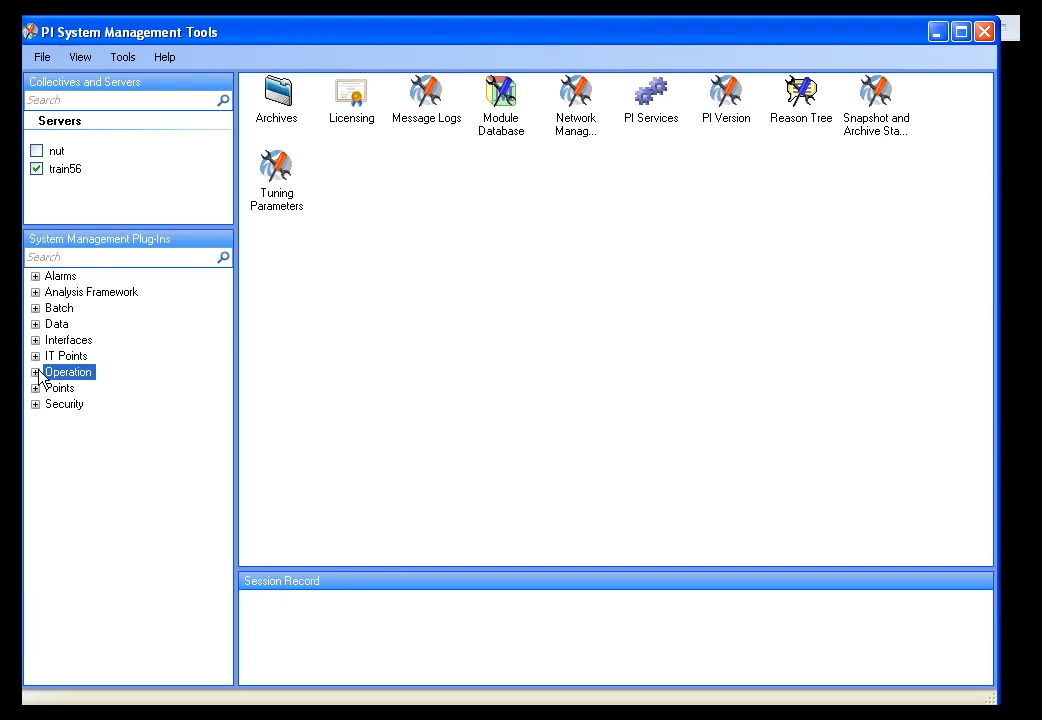 PI System Management Tools
File View Tools Help
Collectives and Servers
Search
Servers
nut
train56
System Management Plug-Ins
Search
Alarms
Analysis Framework
Batch
Data
Interfaces
IT Points
Operation
Points
Security
Archives
Licensing
Message Logs
Module
Database
Network
Manag...
PI Services
PI Version
Reason Tree
Snapshot and
Archive Sta...
Tuning
Parameters
Session Record